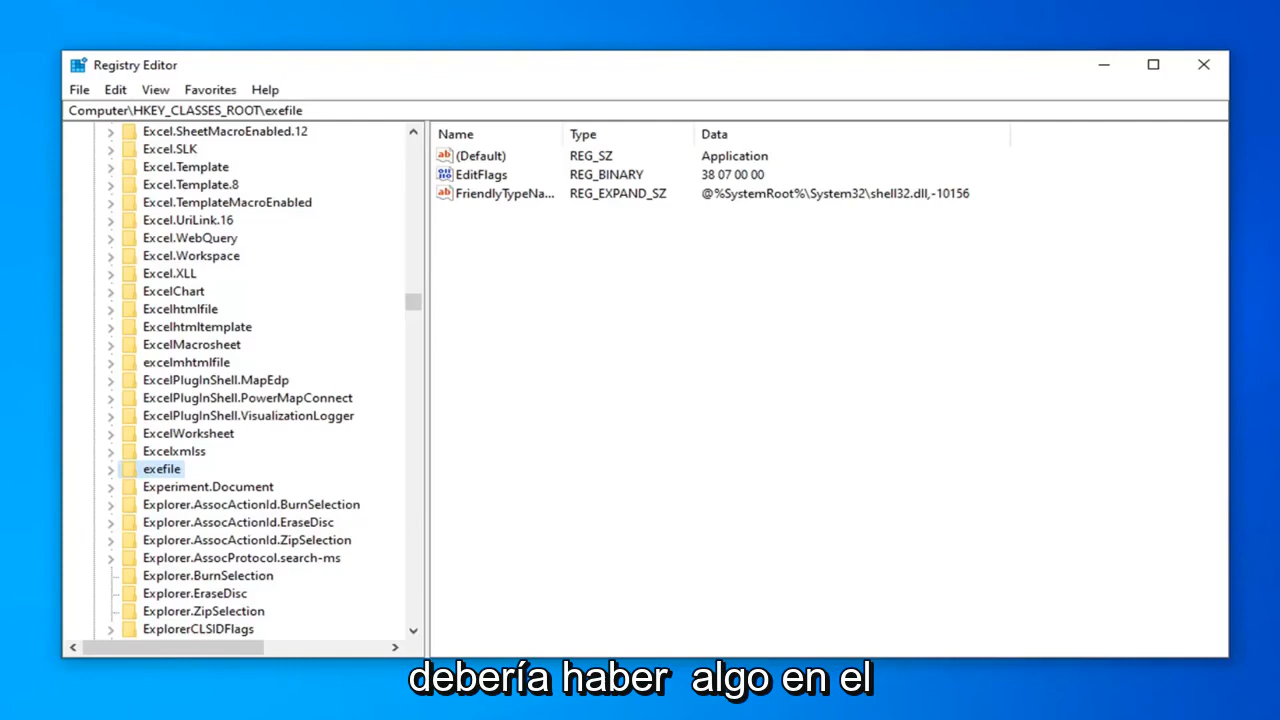 Registry Editor
File Edit View Favorites Help
Computer\HKEY_CLASSES_ROOT\exefile
Excel.SheetMacroEnabled.12
Excel.SLK
Excel.Template
Excel.Template.8
Excel.TemplateMacroEnabled
Excel.UriLink.16
Excel.WebQuery
Excel.Workspace
Excel.XLL
ExcelChart
Excelhtmlfile
Excelhtmltemplate
ExcelMacrosheet
excelmhtmlfile
ExcelPlugInShell.MapEdp
ExcelPlugInShell.PowerMapConnect
ExcelPlugInShell.VisualizationLogger
ExcelWorksheet
Excelxmlss
exefile
Experiment.Document
Explorer.AssocActionId.BurnSelection
Explorer.AssocActionId.EraseDisc
Explorer.AssocActionId.ZipSelection
Explorer.AssocProtocol.search-ms
Explorer.BurnSelection
Explorer.EraseDisc
Explorer.ZipSelection
ExplorerCLSIDFlags
Name Type Data
(Default) REG_SZ Application
EditFlags REG_BINARY 38 07 00 00
FriendlyTypeNa... REG_EXPAND_SZ @%SystemRoot%\System32\shell32.dll,-10156
debería haber algo en el